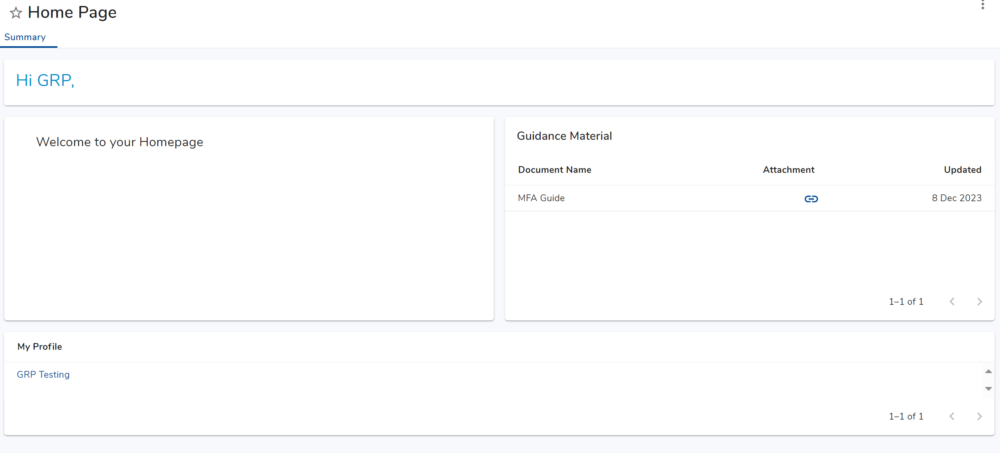 Home Page
Summary
Hi GRP,
Welcome to your Homepage
Guidance Material
Document Name Attachment Updated
MFA Guide 8 Dec 2023
1–1 of 1
My Profile
GRP Testing
1–1 of 1